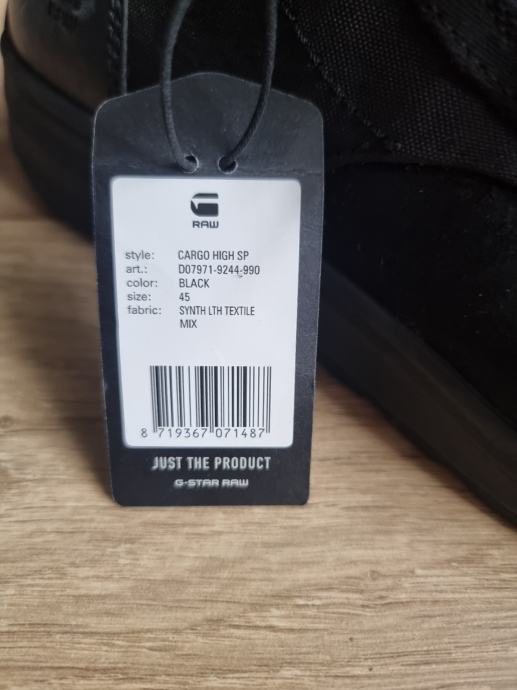 RAW
style: CARGO HIGH SP
art.: D07971-9244-990
color: BLACK
size: 45
fabric: SYNTH LTH TEXTILE
MIX
8 719367 071487
JUST THE PRODUCT
G-STAR RAW